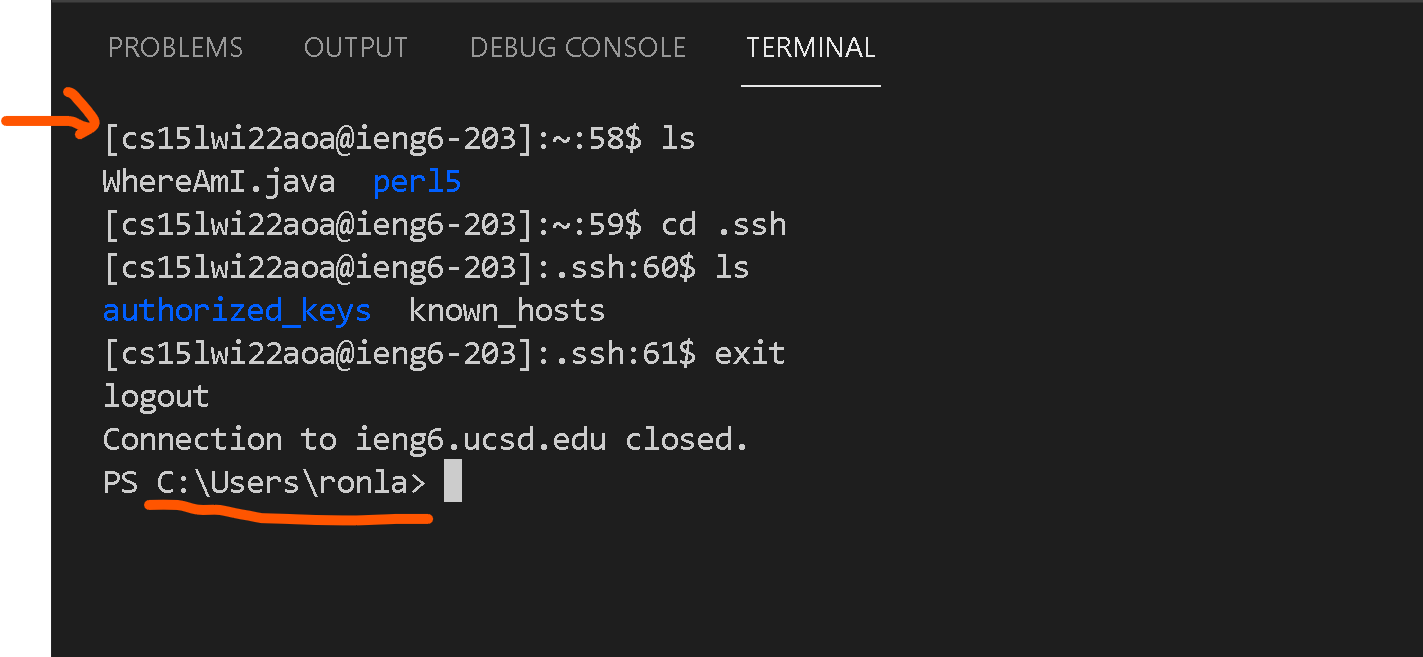 PROBLEMS OUTPUT DEBUG CONSOLE TERMINAL
[cs15lwi22aoa@ieng6-203]:~:58$ ls
WhereAmI.java perl5
[cs15lwi22aoa@ieng6-203]:~:59$ cd .ssh
[cs15lwi22aoa@ieng6-203]:.ssh:60$ ls
authorized_keys known_hosts
[cs15lwi22aoa@ieng6-203]:.ssh:61$ exit
logout
Connection to ieng6.ucsd.edu closed.
PS C:\Users\ronla>